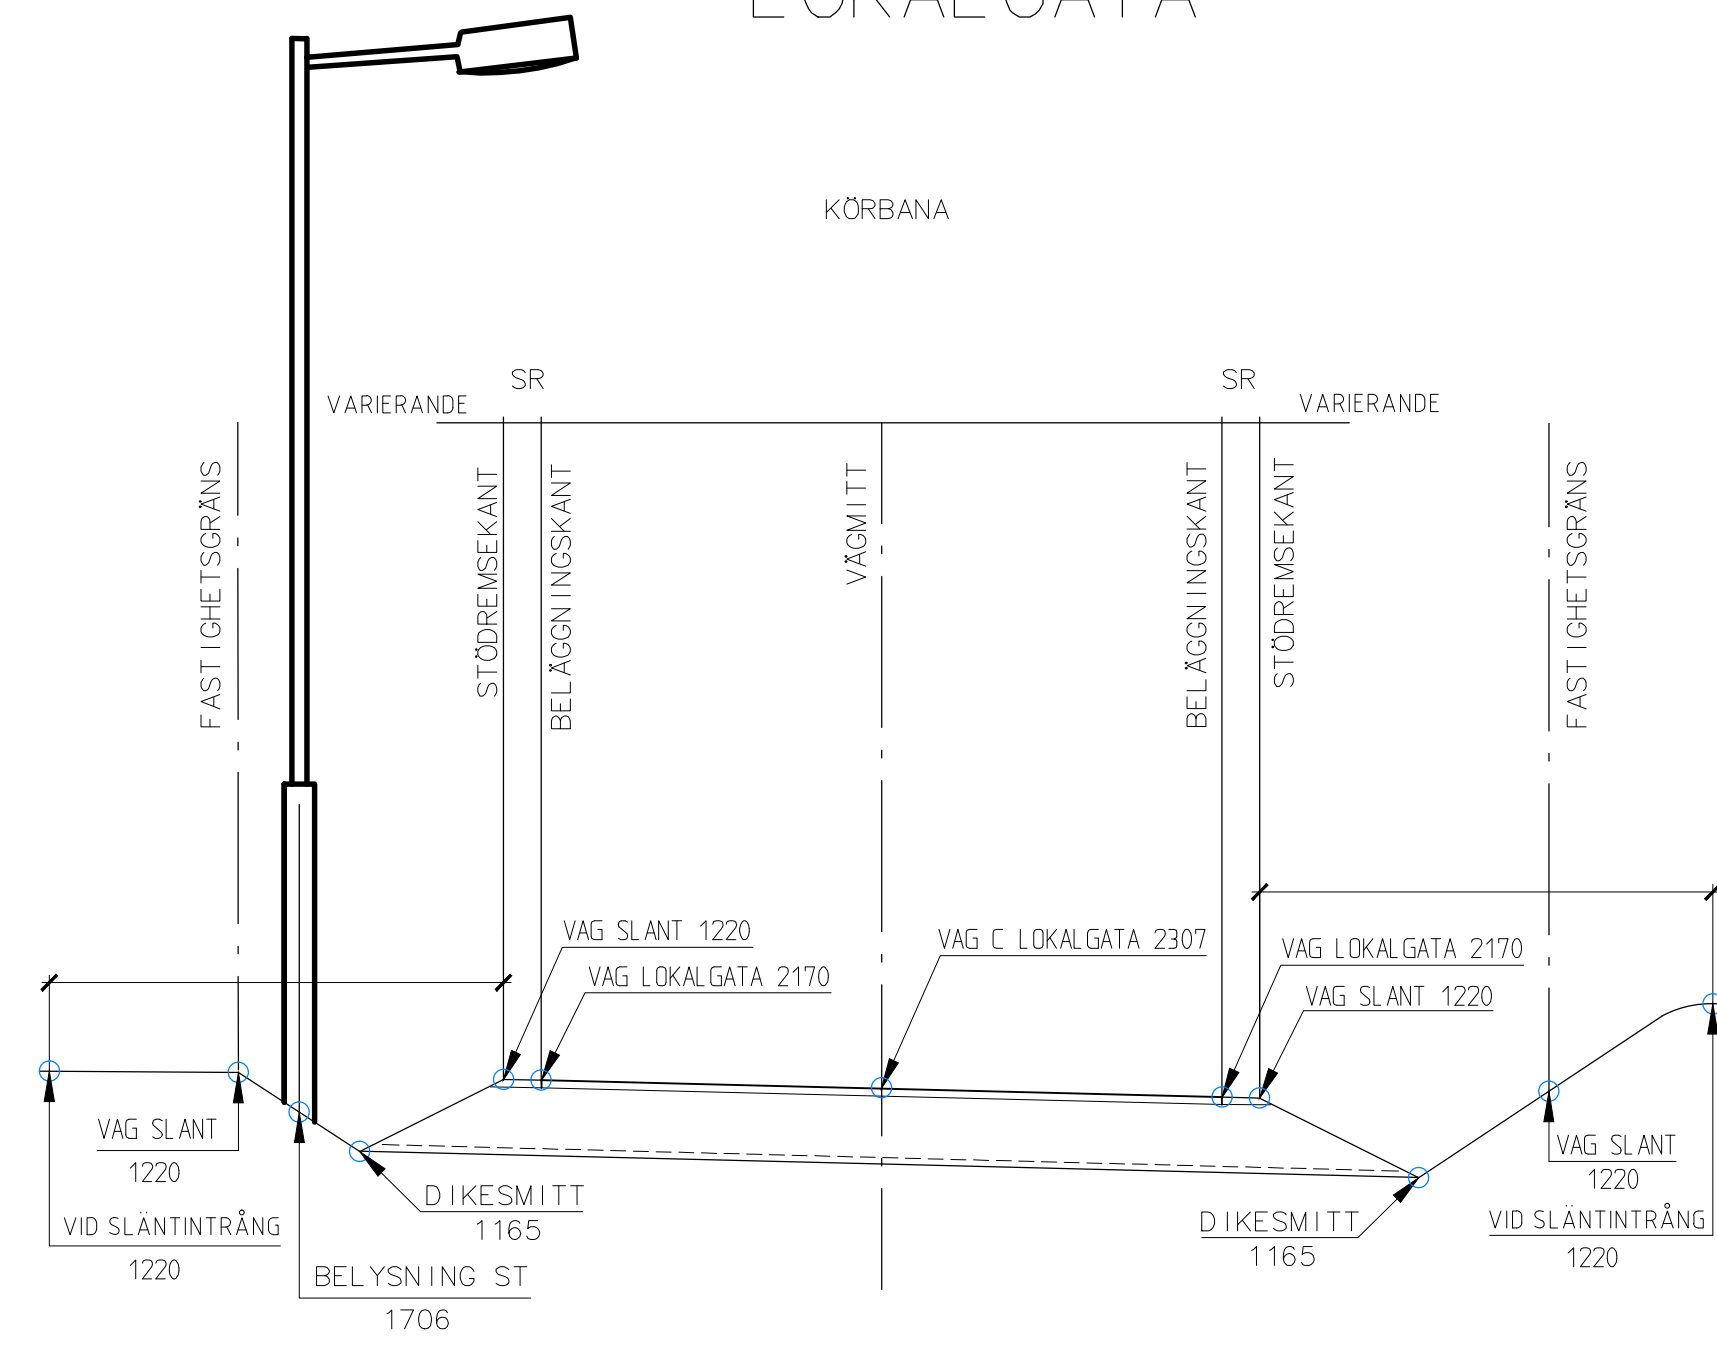 LOKALGATA
KÖRBANA
SR
SR
VARIERANDE
VARIERANDE
FASTIGHETSGRÄNS
STÖDREMSEKANT
BELÄGGNINGSKANT
VÄGMITT
BELÄGGNINGSKANT
STÖDREMSEKANT
FASTIGHETSGRÄNS
VAG SLANT 1220
VAG LOKALGATA 2170
VAG C LOKALGATA 2307
VAG LOKALGATA 2170
VAG SLANT 1220
VAG SLANT
1220
VID SLÄNTINTRÅNG
1220
DIKESMITT
1165
BELYSNING ST
1706
DIKESMITT
1165
VAG SLANT
1220
VID SLÄNTINTRÅNG
1220